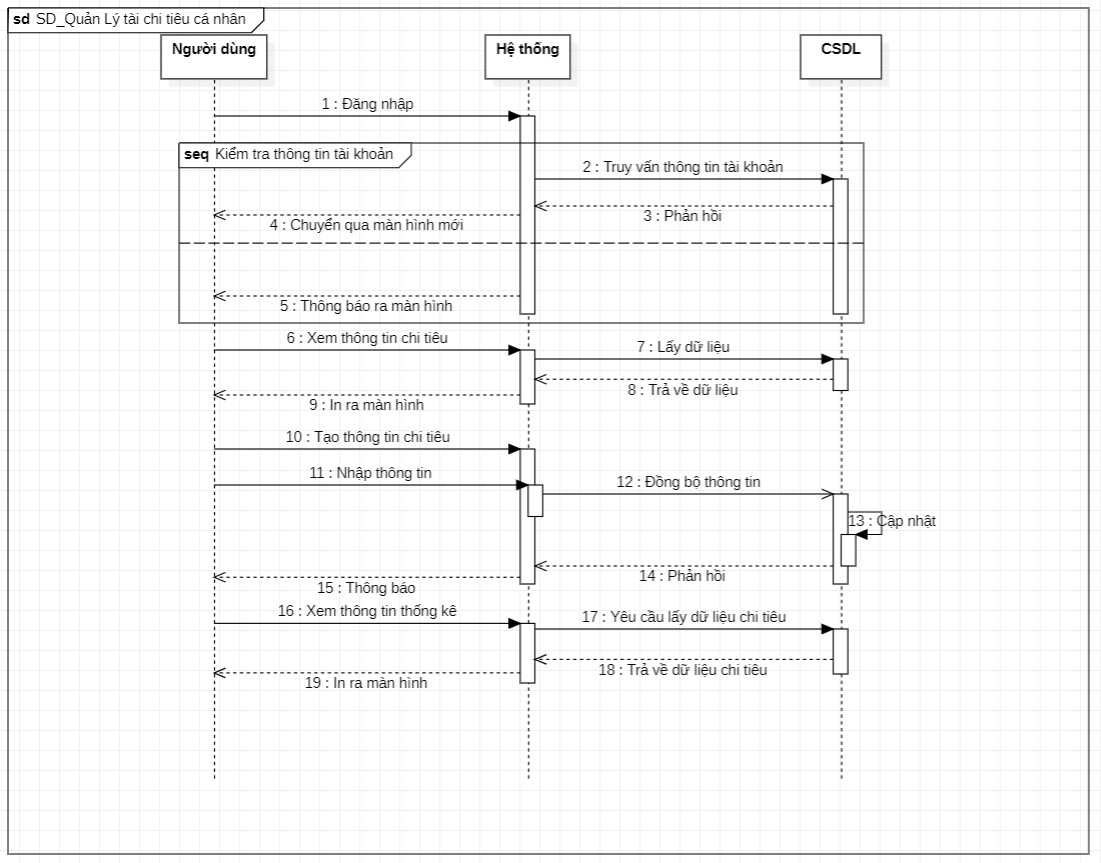 sd SD_Quản Lý tài chi tiêu cá nhân
Người dùng
Hệ thống
CSDL
1 : Đăng nhập
seq Kiểm tra thông tin tài khoản
2 : Truy vấn thông tin tài khoản
3 : Phản hồi
4 : Chuyển qua màn hình mới
5 : Thông báo ra màn hình
6 : Xem thông tin chi tiêu
7 : Lấy dữ liệu
8 : Trả về dữ liệu
9 : In ra màn hình
10 : Tạo thông tin chi tiêu
11 : Nhập thông tin
12 : Đồng bộ thông tin
13 : Cập nhật
14 : Phản hồi
15 : Thông báo
16 : Xem thông tin thống kê
17 : Yêu cầu lấy dữ liệu chi tiêu
18 : Trả về dữ liệu chi tiêu
19 : In ra màn hình